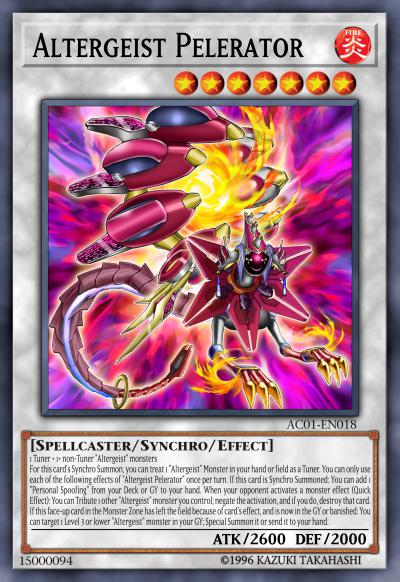 ALTERGEIST PELERATOR
FIRE
炎
AC01-EN018
[SPELLCASTER/SYNCHRO/EFFECT]
1 Tuner + 1+ non-Tuner "Altergeist" monsters
For this card's Synchro Summon, you can treat 1 "Altergeist" Monster in your hand or field as a Tuner. You can only use
each of the following effects of "Altergeist Pelerator" once per turn. If this card is Synchro Summoned: You can add 1
"Personal Spoofing" from your Deck or GY to your hand. When your opponent activates a monster effect (Quick
Effect): You can Tribute 1 other "Altergeist" monster you control; negate the activation, and if you do, destroy that card.
If this face-up card in the Monster Zone has left the field because of card's effect, and is now in the GY or banished: You
can target 1 Level 3 or lower "Altergeist" monster in your GY; Special Summon it or send it to your hand.
ATK/2600 DEF/2000
15000094
©1996 KAZUKI TAKAHASHI